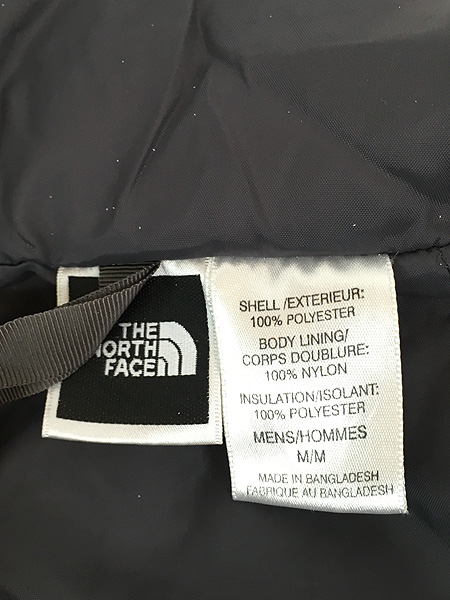 THE
NORTH
FACE
SHELL/EXTERIEUR:
100% POLYESTER
BODY LINING/
CORPS DOUBLURE:
100% NYLON
INSULATION/ISOLANT:
100% POLYESTER
MENS/HOMMES
M/M
MADE IN BANGLADESH
FABRIQUE AU BANGLADESH